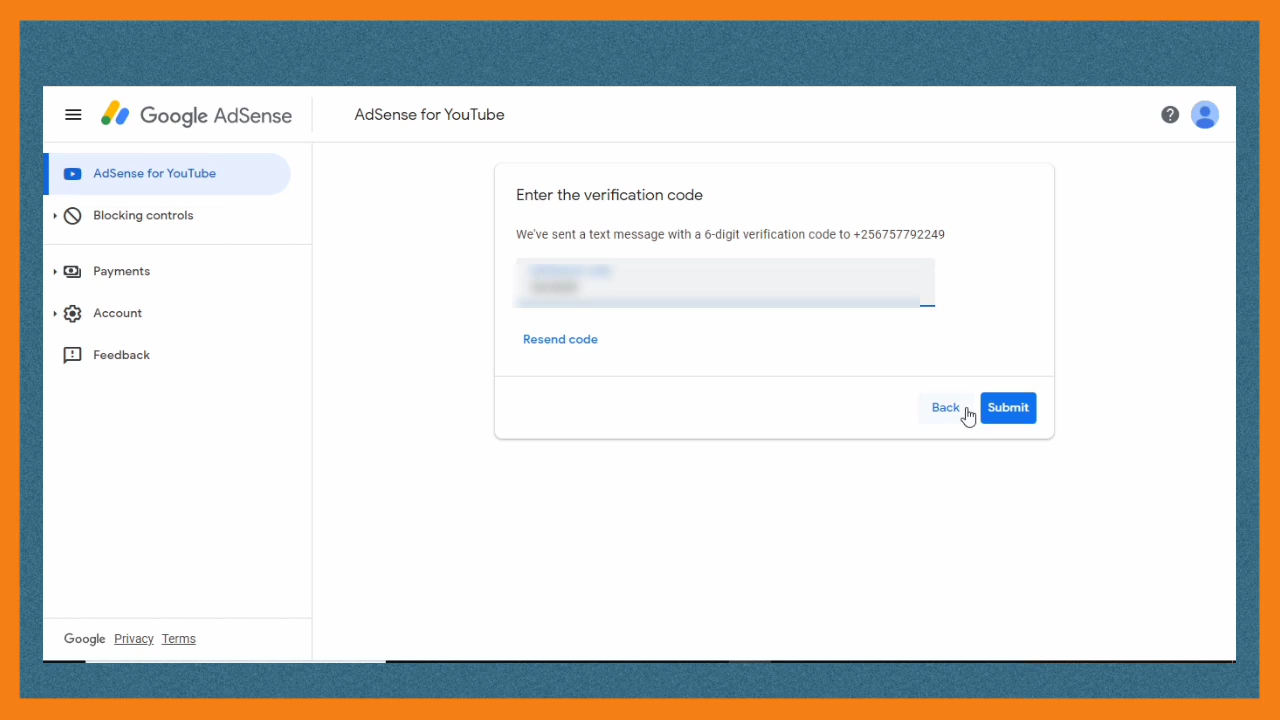 Google AdSense
AdSense for YouTube
AdSense for YouTube
Blocking controls
Payments
Account
Feedback
Enter the verification code
We've sent a text message with a 6-digit verification code to +256757792249
Resend code
Back
Submit
Google Privacy Terms